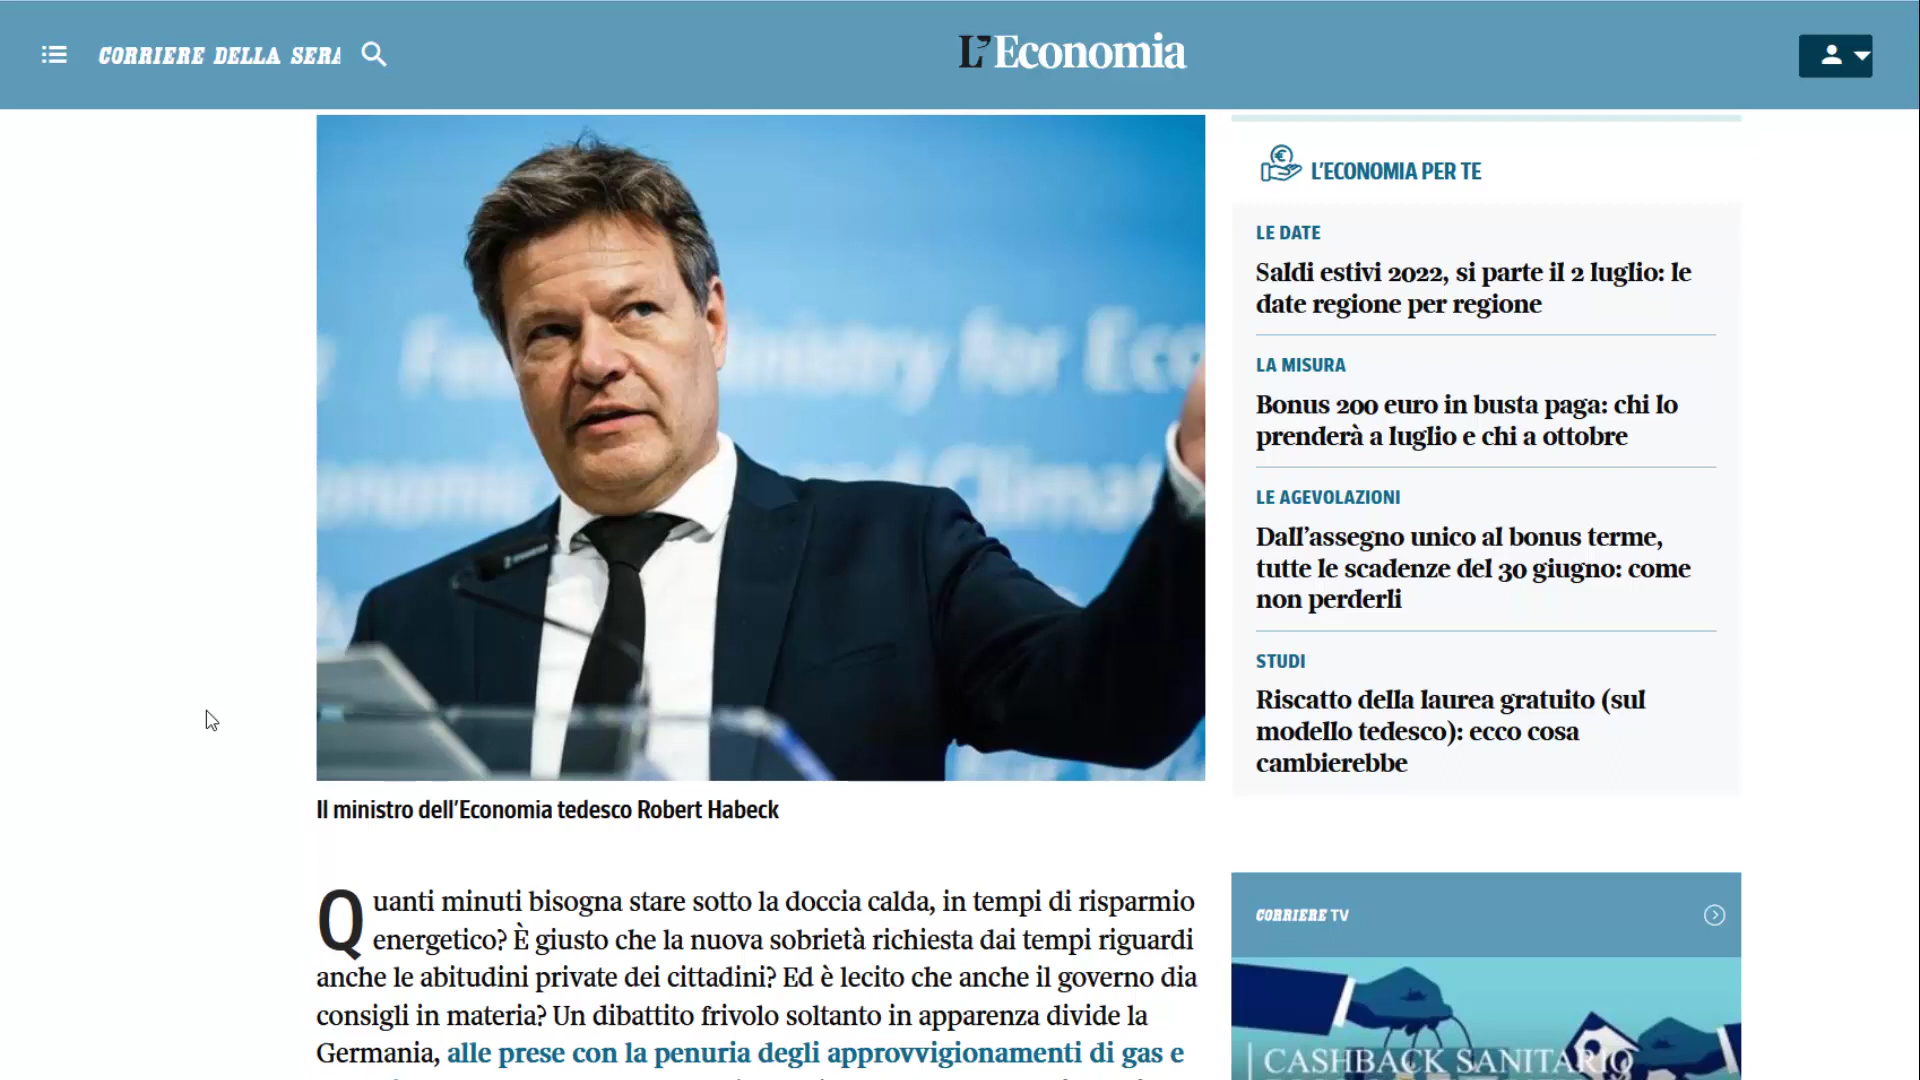 CORRIERE DELLA SERA
L'Economia
Ministry for Eco
Climat
Il ministro dell'Economia tedesco Robert Habeck
Quanti minuti bisogna stare sotto la doccia calda, in tempi di risparmio
energetico? È giusto che la nuova sobrietà richiesta dai tempi riguardi
anche le abitudini private dei cittadini? Ed è lecito che anche il governo dia
consigli in materia? Un dibattito frivolo soltanto in apparenza divide la
Germania, alle prese con la penuria degli approvvigionamenti di gas e
L'ECONOMIA PER TE
LE DATE
Saldi estivi 2022, si parte il 2 luglio: le
date regione per regione
LA MISURA
Bonus 200 euro in busta paga: chi lo
prenderà a luglio e chi a ottobre
LE AGEVOLAZIONI
Dall'assegno unico al bonus terme,
tutte le scadenze del 30 giugno: come
non perderli
STUDI
Riscatto della laurea gratuito (sul
modello tedesco): ecco cosa
cambierebbe
CORRIERE TV
CASHBACK SANITARIO